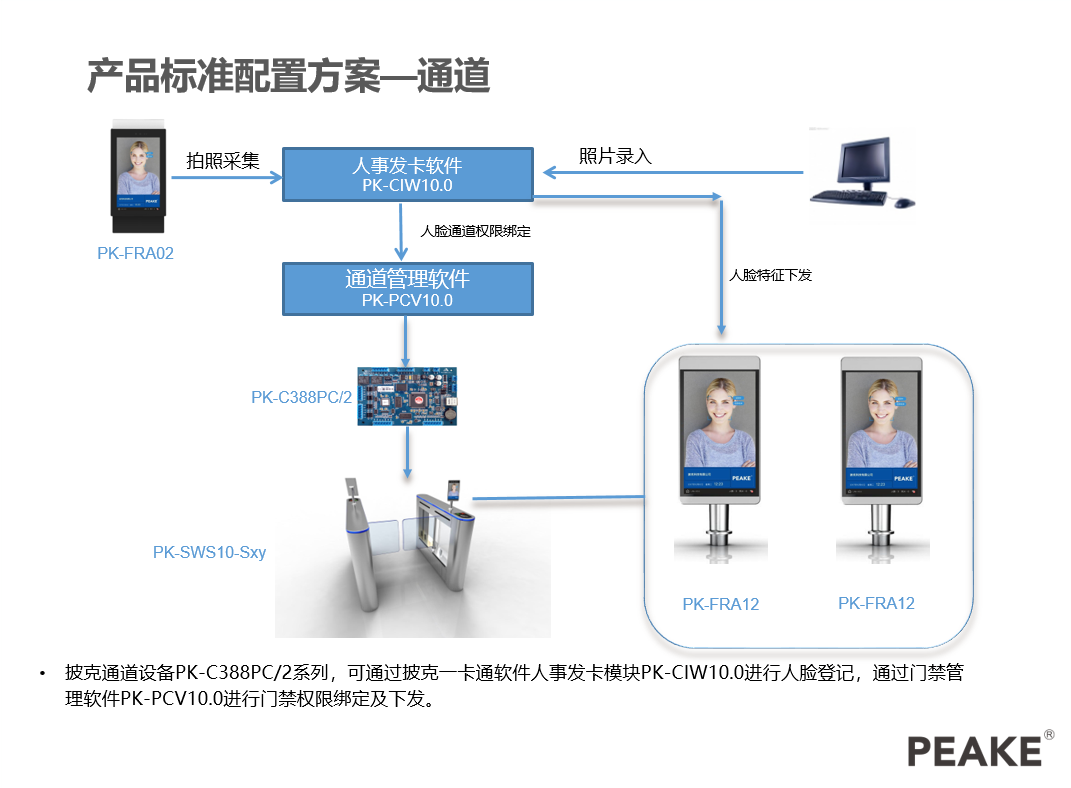 产品标准配置方案—通道
拍照采集
人事发卡软件
PK-CIW10.0
照片录入
PEAKE
PK-FRA02
人脸通道权限绑定
通道管理软件
PK-PCV10.0
人脸特征下发
PK-C388PC/2
PEAKE
PEAKE
PK-SWS10-Sxy
PK-FRA12
PK-FRA12
• 披克通道设备PK-C388PC/2系列，可通过披克一卡通软件人事发卡模块PK-CIW10.0进行人脸登记，通过门禁管
理软件PK-PCV10.0进行门禁权限绑定及下发。
PEAKE®